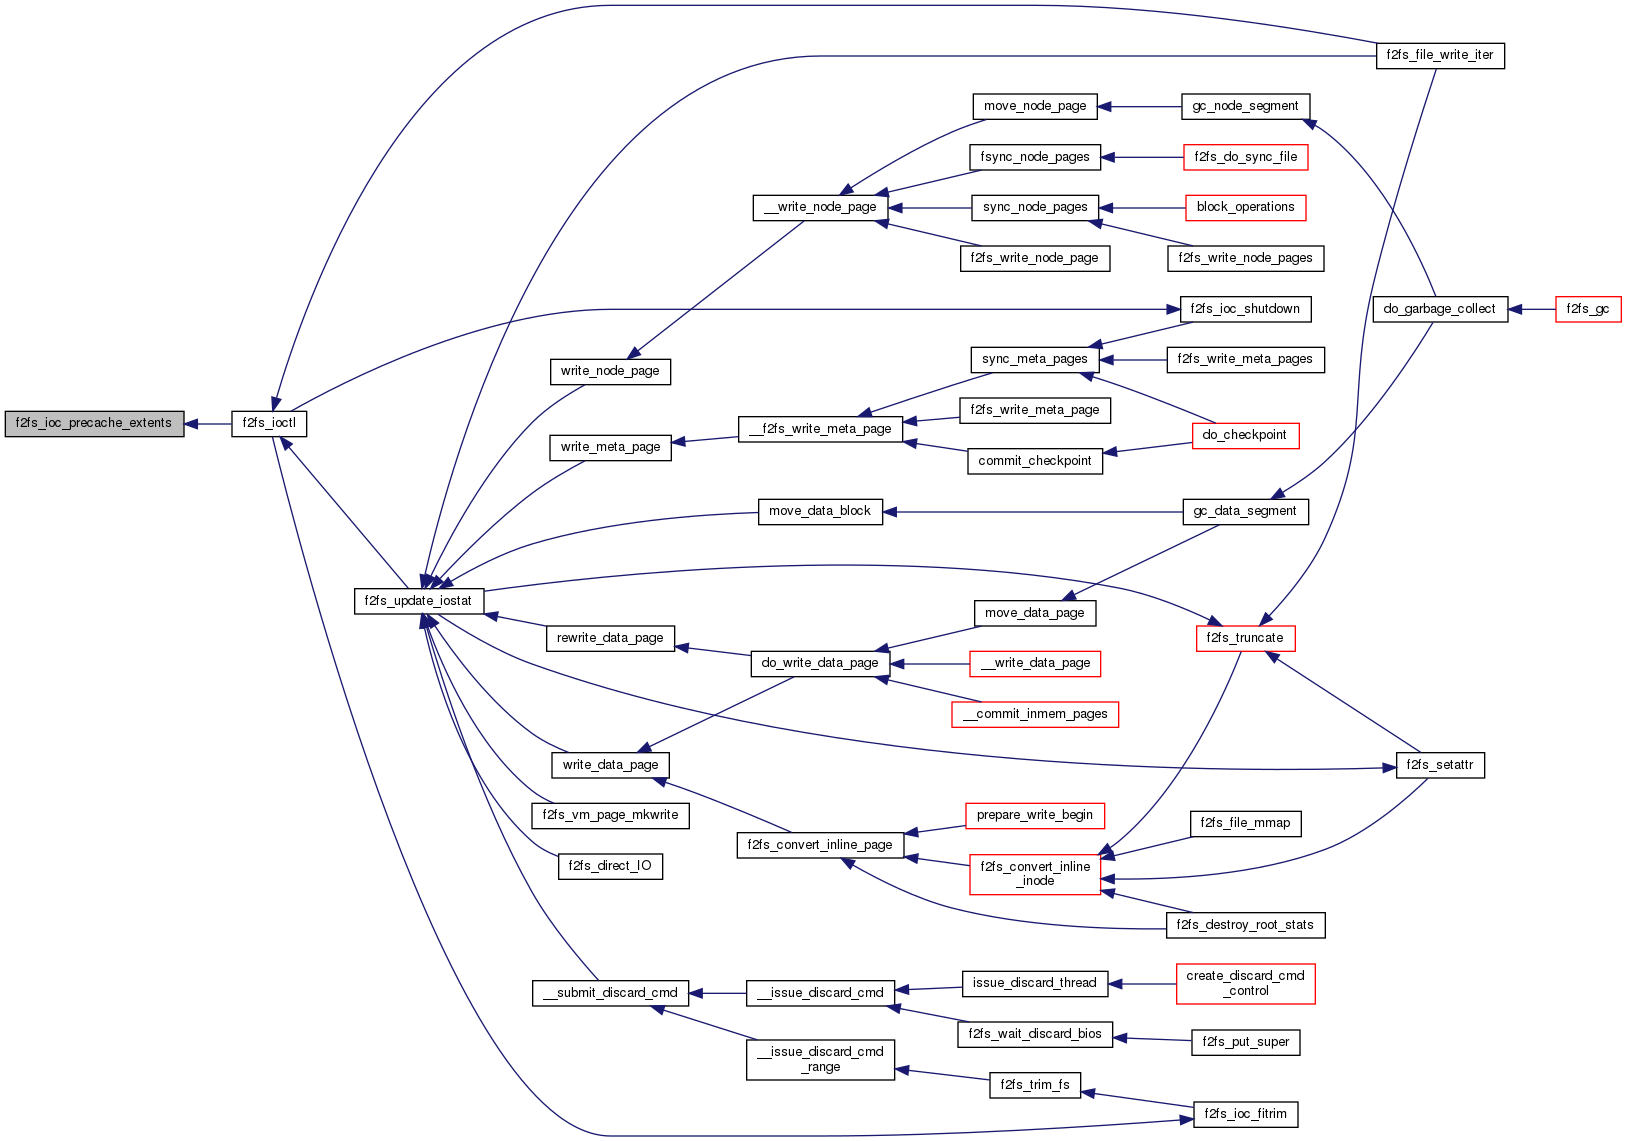 f2fs_file_write_iter
move_node_page
gc_node_segment
fsync_node_pages
f2fs_do_sync_file
__write_node_page
sync_node_pages
block_operations
f2fs_write_node_page
f2fs_write_node_pages
f2fs_ioc_shutdown
do_garbage_collect
f2fs_gc
write_node_page
sync_meta_pages
f2fs_write_meta_pages
f2fs_ioc_precache_extents
f2fs_ioctl
f2fs_write_meta_page
__f2fs_write_meta_page
do_checkpoint
write_meta_page
commit_checkpoint
move_data_block
gc_data_segment
f2fs_update_iostat
move_data_page
rewrite_data_page
f2fs_truncate
do_write_data_page
__write_data_page
__commit_inmem_pages
write_data_page
f2fs_setattr
f2fs_vm_page_mkwrite
prepare_write_begin
f2fs_file_mmap
f2fs_convert_inline_page
f2fs_direct_IO
f2fs_convert_inline
_inode
f2fs_destroy_root_stats
__submit_discard_cmd
__issue_discard_cmd
issue_discard_thread
create_discard_cmd
_control
f2fs_wait_discard_bios
f2fs_put_super
__issue_discard_cmd
_range
f2fs_trim_fs
f2fs_ioc_fitrim